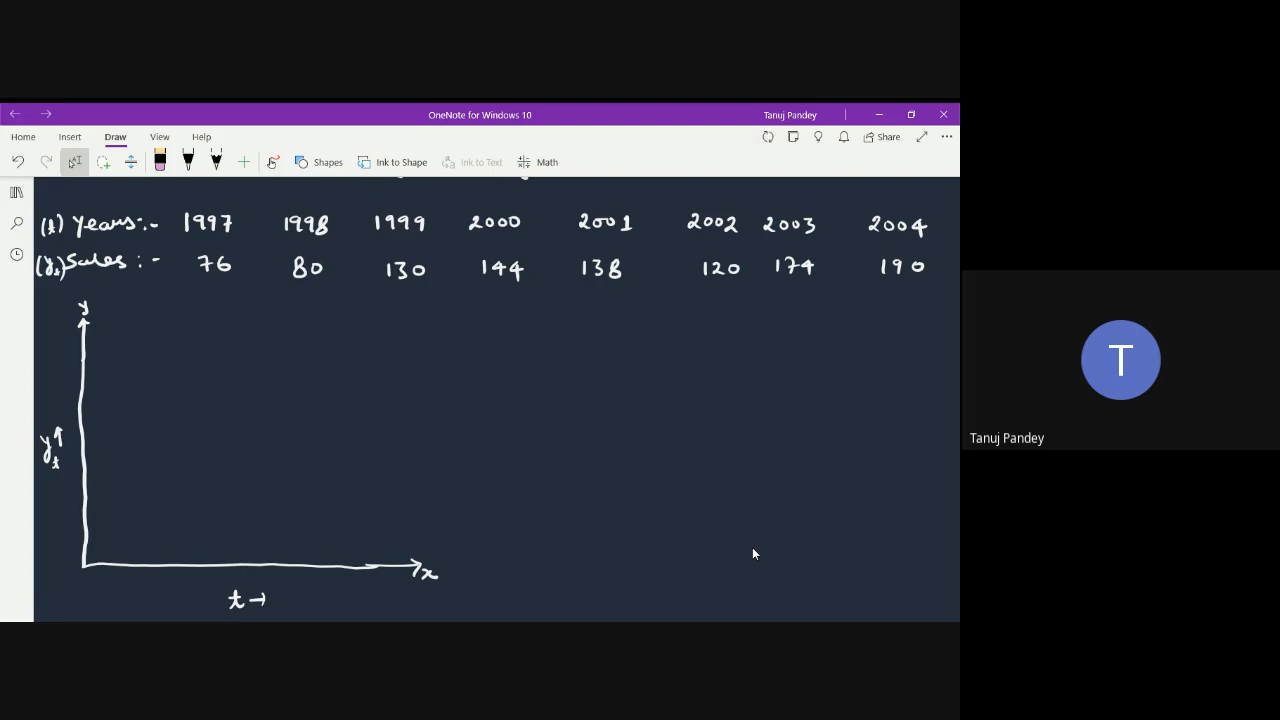 OneNote for Windows 10
Tanuj Pandey
Home Insert Draw View Help
Share
Shapes Ink to Shape Ink to Text Math
(t) Years:- 1997 1998 1999 2000 2001 2002 2003 2004
(yt) Sales:- 76 80 130 144 138 120 174 190
y
yt ↑
x
t →
T
Tanuj Pandey